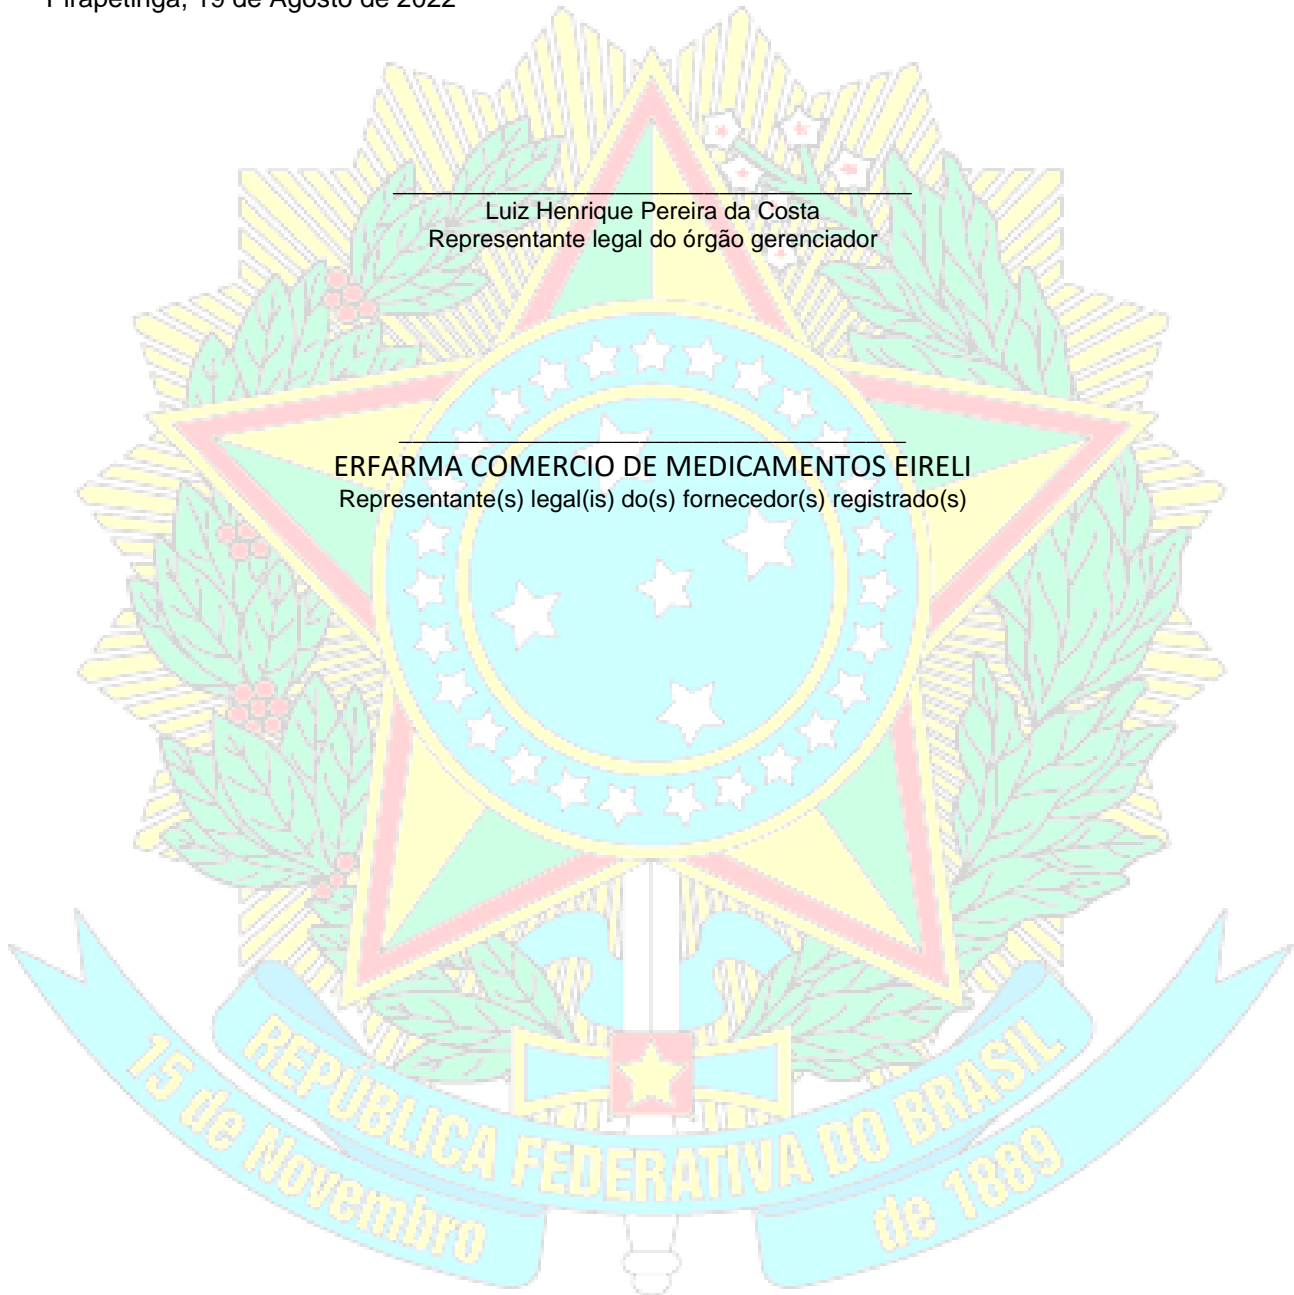 Pirapetinga, 19 de Agosto de 2022
Luiz Henrique Pereira da Costa
Representante legal do órgão gerenciador
ERFARMA COMERCIO DE MEDICAMENTOS EIRELI
Representante(s) legal(is) do(s) fornecedor(s) registrado(s)
REPÚBLICA FEDERATIVA DO BRASIL
15 de Novembro de 1889